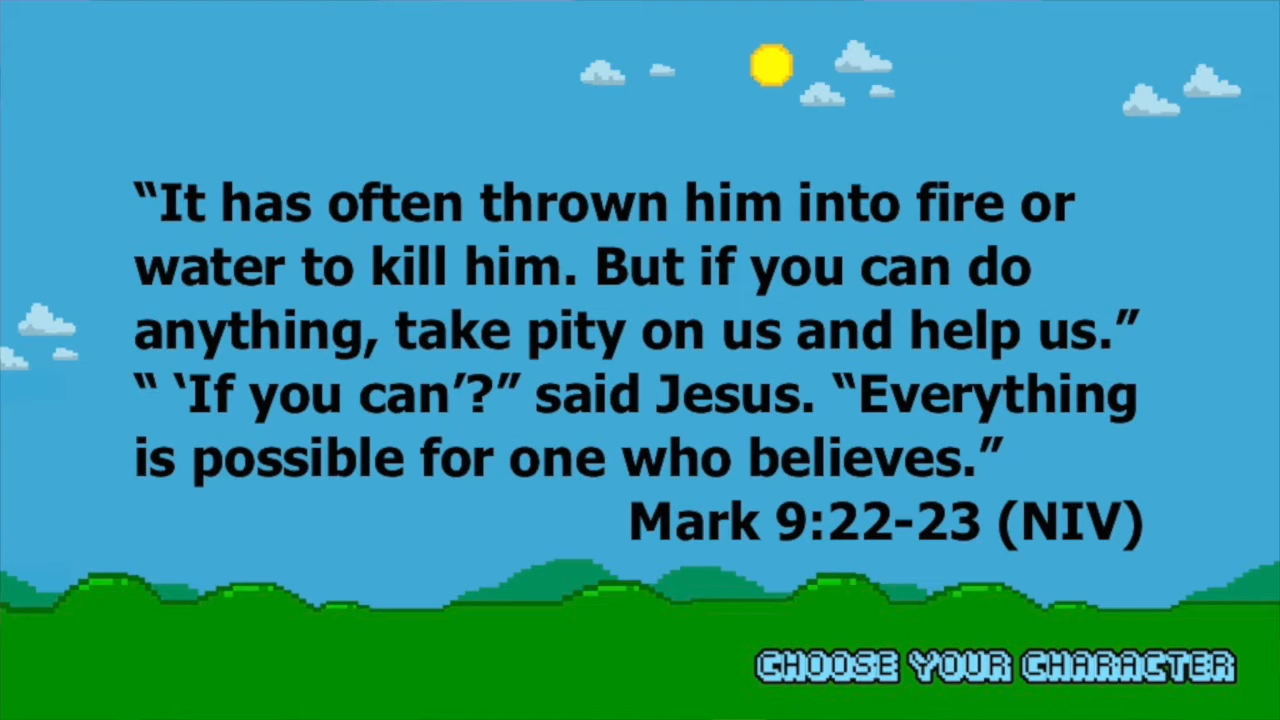 “It has often thrown him into fire or
water to kill him. But if you can do
anything, take pity on us and help us.”
“ ‘If you can’?” said Jesus. “Everything
is possible for one who believes.”
Mark 9:22-23 (NIV)
CHOOSE YOUR CHARACTER